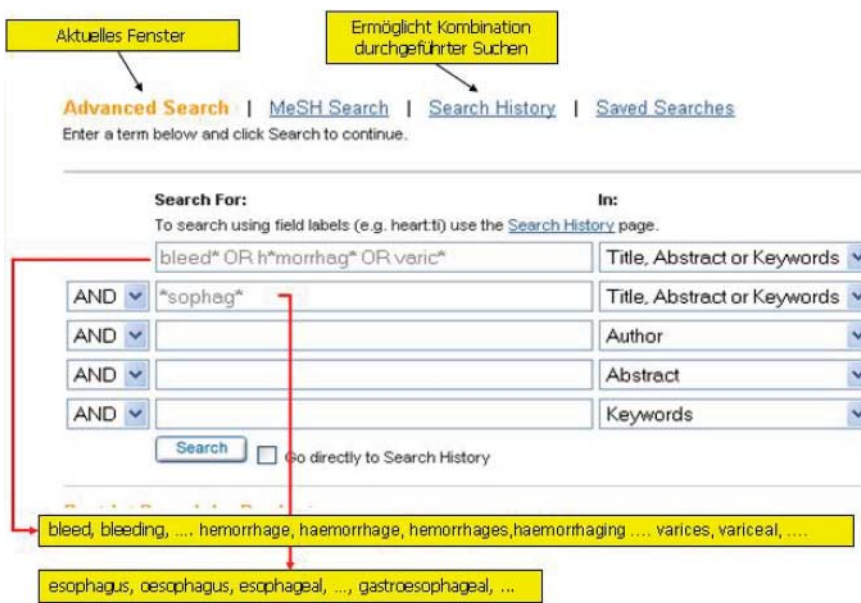 Aktuelles Fenster
Ermöglicht Kombination
durchgeführter Suchen
Advanced Search | MeSH Search | Search History | Saved Searches
Enter a term below and click Search to continue.
Search For: In:
To search using field labels (e.g. heart:ti) use the Search History page.
bleed* OR h*morrhag* OR varic* Title, Abstract or Keywords
AND *sophag* Title, Abstract or Keywords
AND Author
AND Abstract
AND Keywords
Search Go directly to Search History
bleed, bleeding, .... hemorrhage, haemorrhage, hemorrhages,haemorrhaging .... varices, variceal, ....
esophagus, oesophagus, esophageal, ..., gastroesophageal, ...